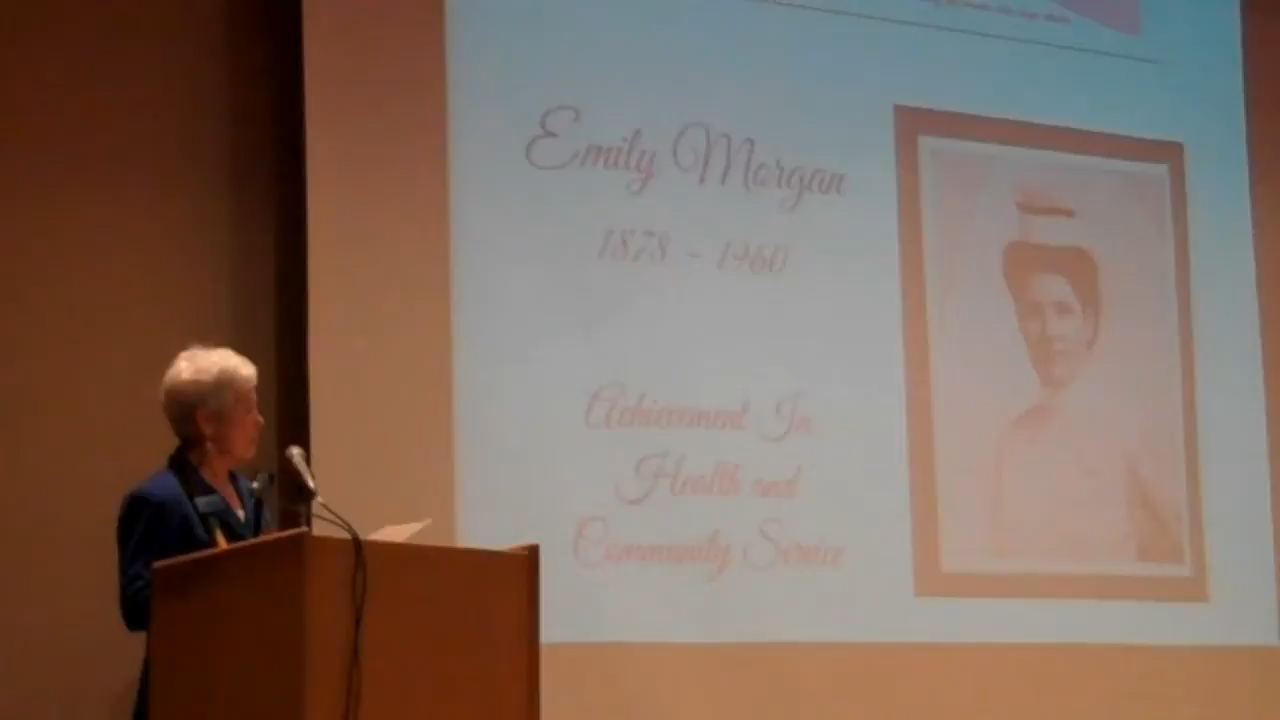 Emily Morgan
1878 - 1960
Achievement In
Health and
Community Service